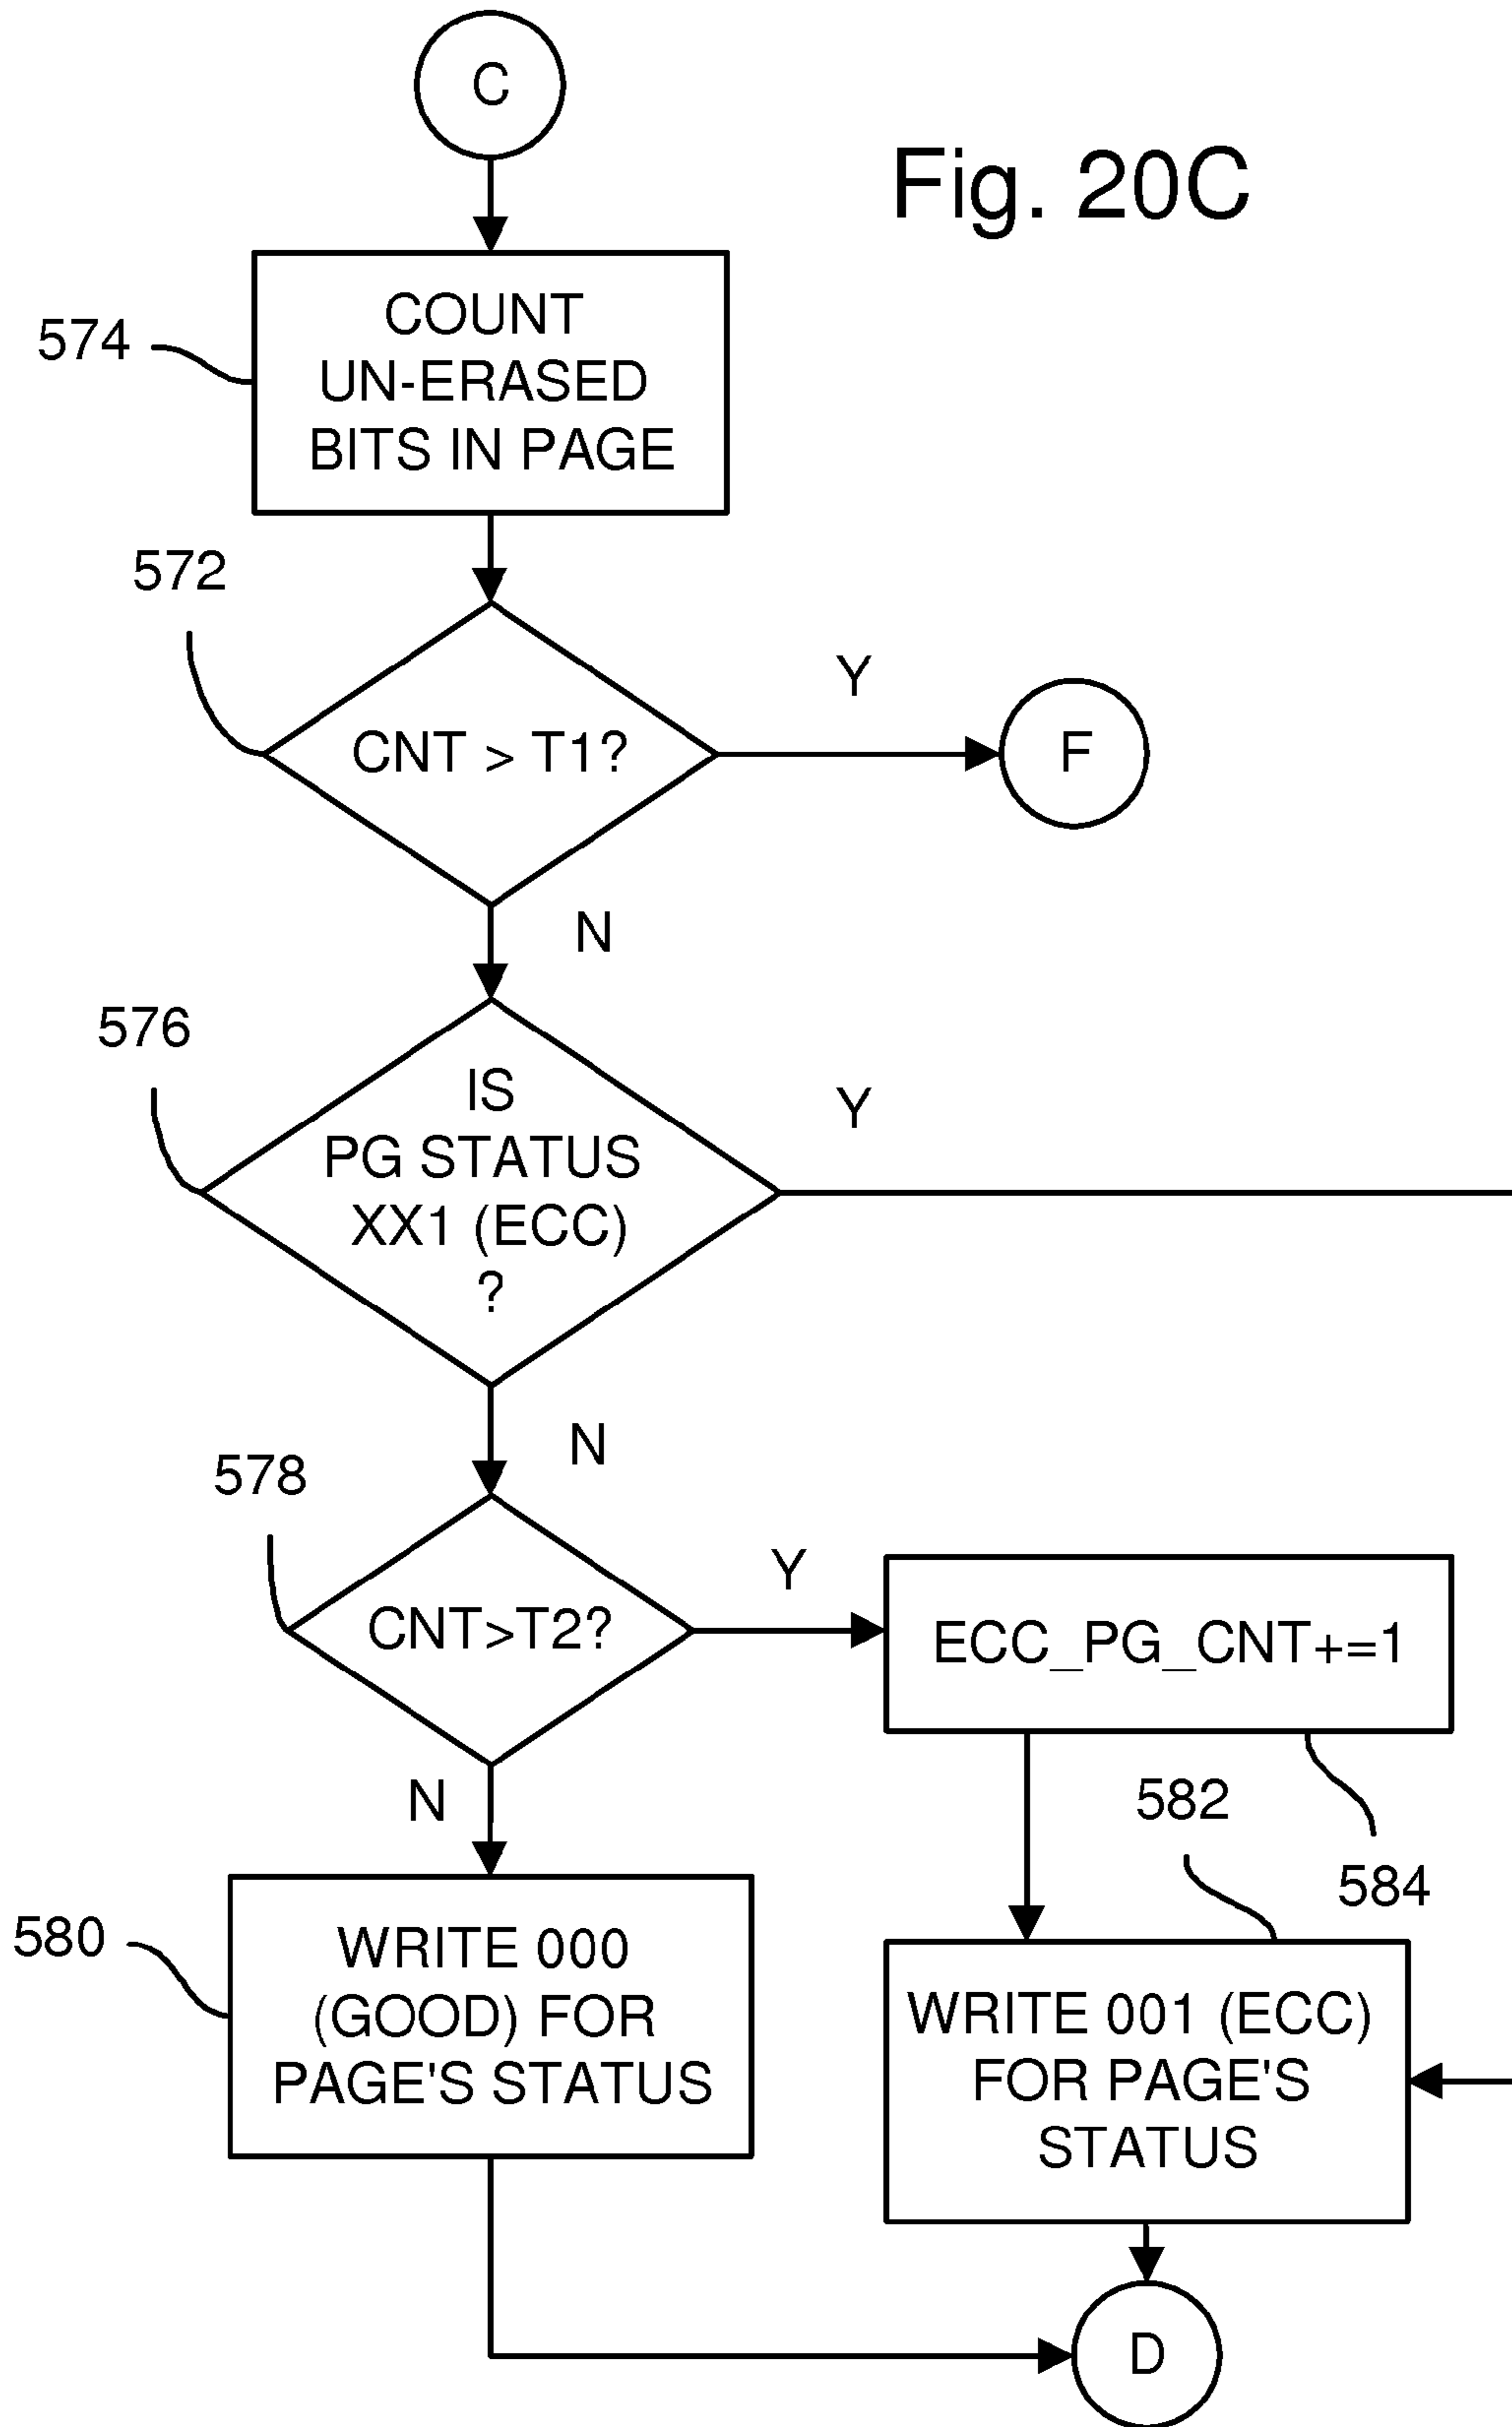 C
Fig. 20C
574
COUNT
UN-ERASED
BITS IN PAGE
572
CNT > T1?
Y
F
N
576
IS
PG STATUS
XX1 (ECC)
?
Y
N
578
CNT>T2?
Y
ECC_PG_CNT+=1
N
582
584
580
WRITE 000
(GOOD) FOR
PAGE'S STATUS
WRITE 001 (ECC)
FOR PAGE'S
STATUS
D